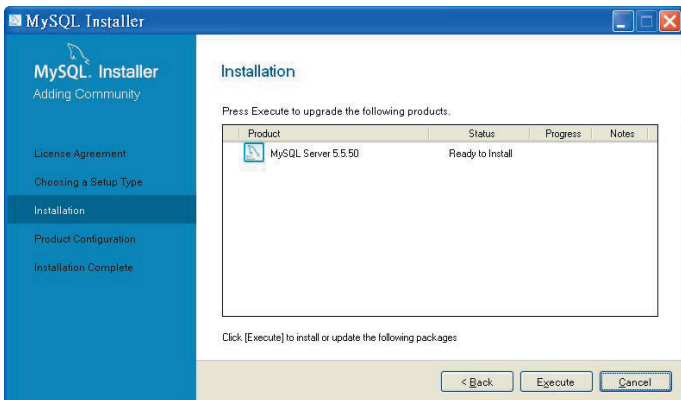 MySQL Installer
MySQL. Installer
Adding Community
License Agreement
Choosing a Setup Type
Installation
Product Configuration
Installation Complete
Installation
Press Execute to upgrade the following products.
Product Status Progress Notes
MySQL Server 5.5.50 Ready to Install
Click [Execute] to install or update the following packages
< Back Execute Cancel